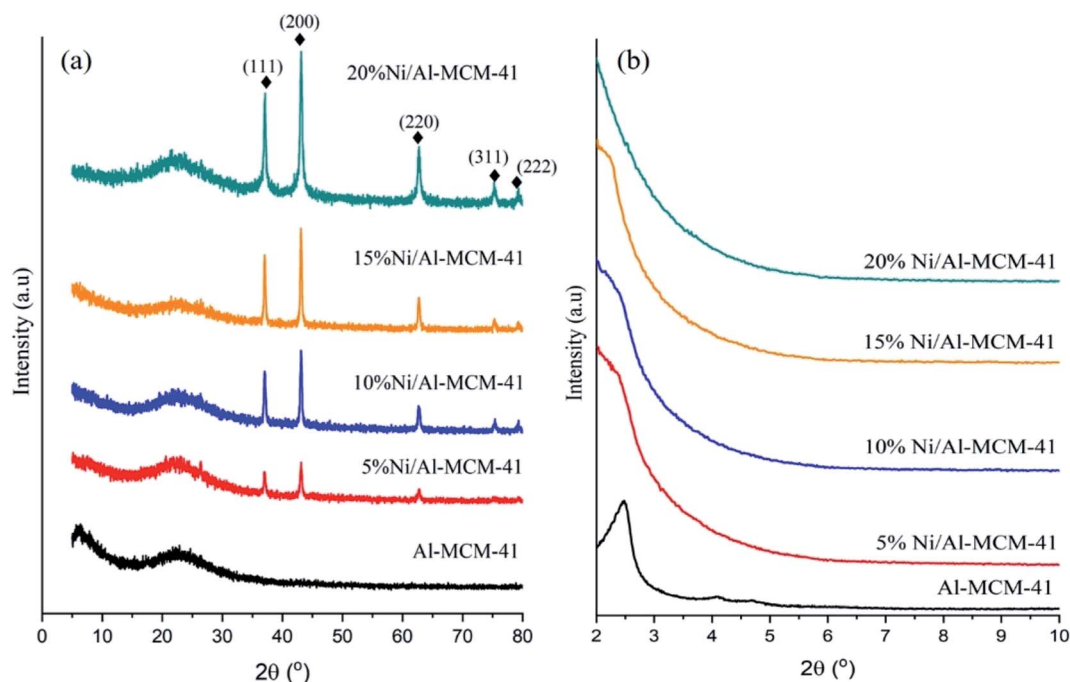 (a)
(200)
(111)
20%Ni/Al-MCM-41
(220)
(311)
(222)
15%Ni/Al-MCM-41
10%Ni/Al-MCM-41
5%Ni/Al-MCM-41
Al-MCM-41
Intensity (a.u)
0 10 20 30 40 50 60 70 80
2θ (°)
(b)
20% Ni/Al-MCM-41
15% Ni/Al-MCM-41
10% Ni/Al-MCM-41
5% Ni/Al-MCM-41
Al-MCM-41
Intensity (a.u)
2 3 4 5 6 7 8 9 10
2θ (°)